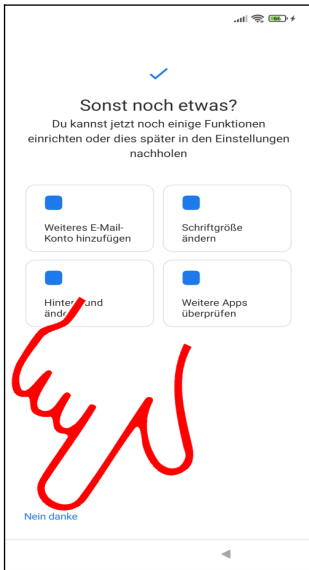 Sonst noch etwas?
Du kannst jetzt noch einige Funktionen
einrichten oder dies später in den Einstellungen
nachholen
Weiteres E-Mail-
Konto hinzufügen
Schriftgröße
ändern
Weitere Apps
überprüfen
Nein danke